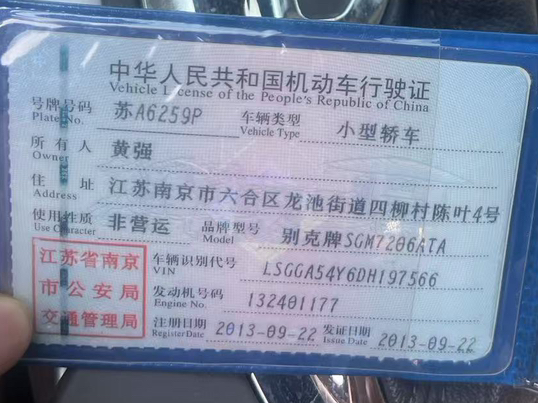 中华人民共和国机动车行驶证
Vehicle License of the People's Republic of China
号牌号码 苏A6259P 车辆类型 小型轿车
Plate No. Vehicle Type
所有人 黄强
Owner
住址 江苏南京市六合区龙池街道四柳村陈叶4号
Address
使用性质 非营运 品牌型号 别克牌SGM7206ATA
Use Character Model
江苏省南京 车辆识别代号 LSGGA54Y6DH197566
VIN
市公安局 发动机号码 132401177
Engine No.
交通管理局 注册日期 2013-09-22 发证日期 2013-09-22
Register Date Issue Date